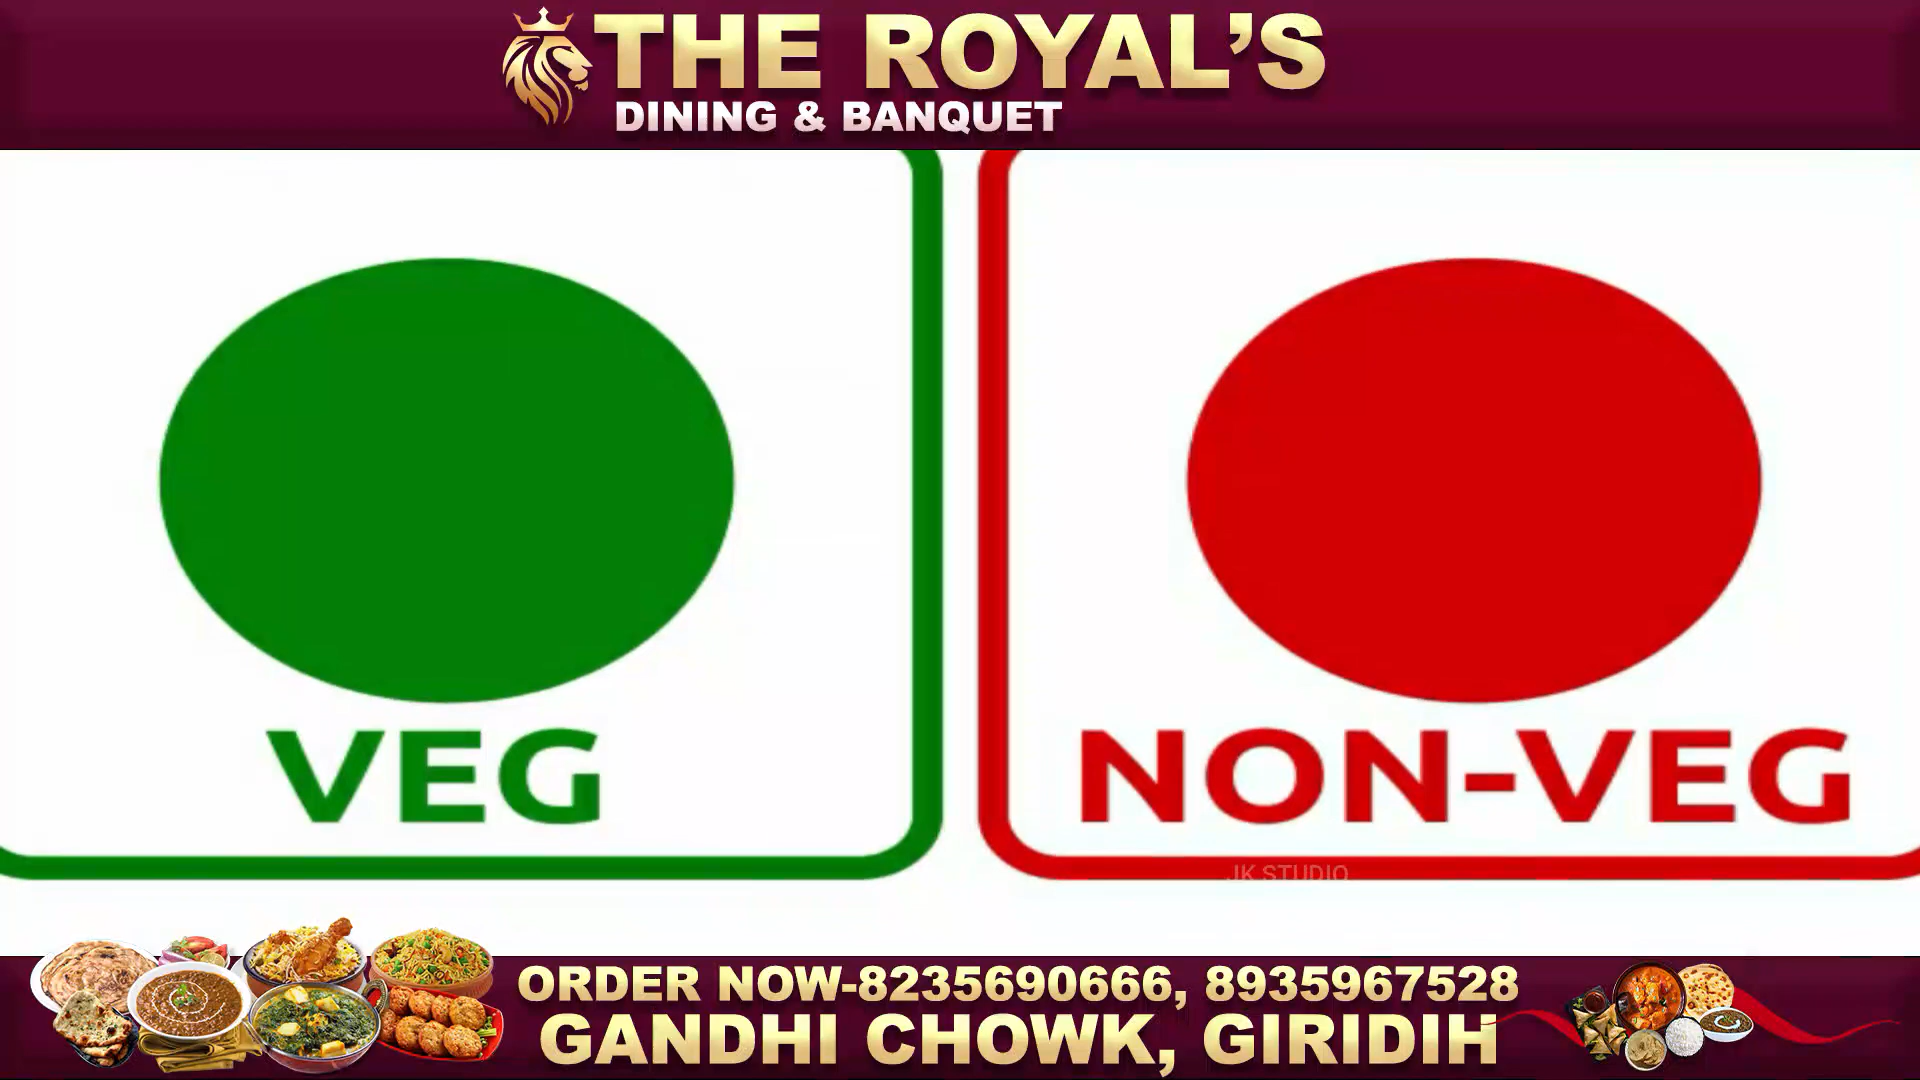 THE ROYAL'S
DINING & BANQUET
VEG
NON-VEG
JK STUDIO
ORDER NOW-8235690666, 8935967528
GANDHI CHOWK, GIRIDIH